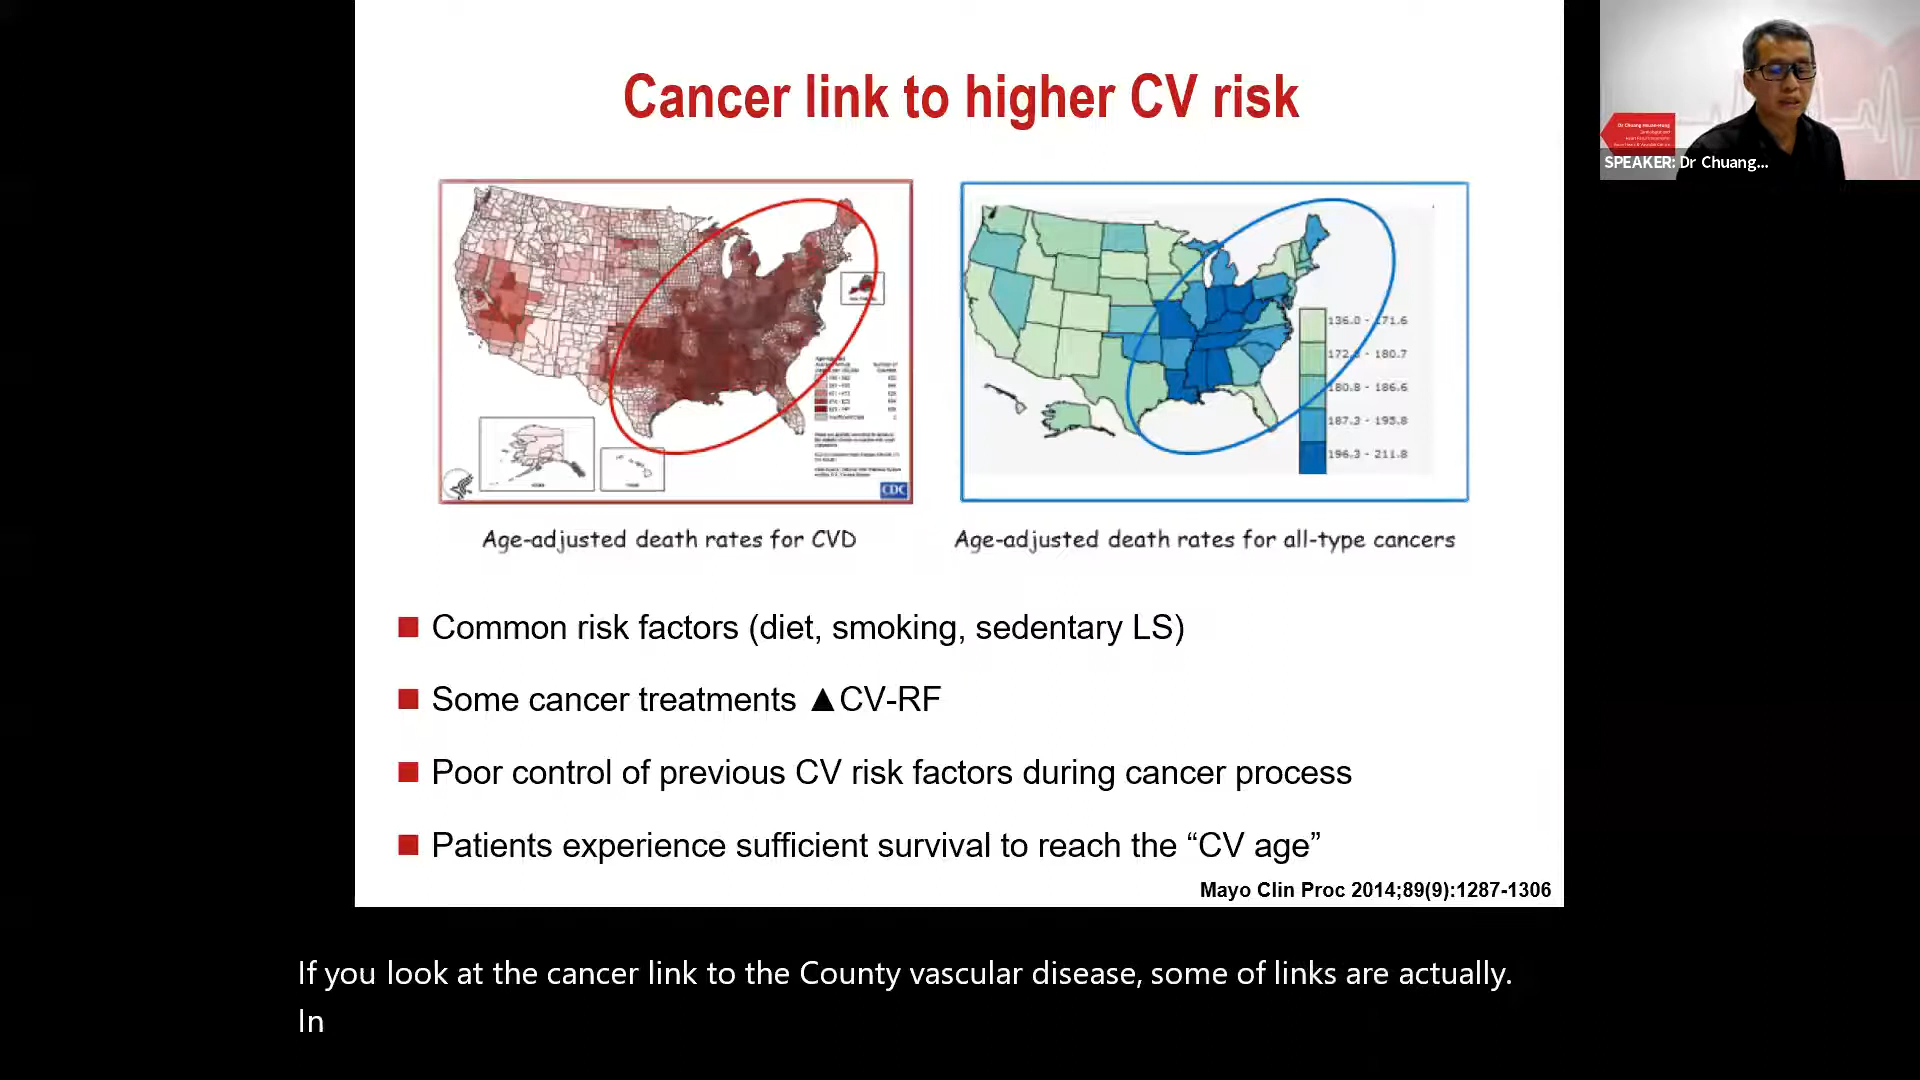 Cancer link to higher CV risk
CDC
136.0 - 171.6
180.7
180.8 - 186.6
187.3 - 195.8
196.3 - 211.8
Age-adjusted death rates for CVD
Age-adjusted death rates for all-type cancers
■ Common risk factors (diet, smoking, sedentary LS)
■ Some cancer treatments ▲CV-RF
■ Poor control of previous CV risk factors during cancer process
■ Patients experience sufficient survival to reach the “CV age”
Mayo Clin Proc 2014;89(9):1287-1306
SPEAKER: Dr Chuang...
If you look at the cancer link to the County vascular disease, some of links are actually.
In